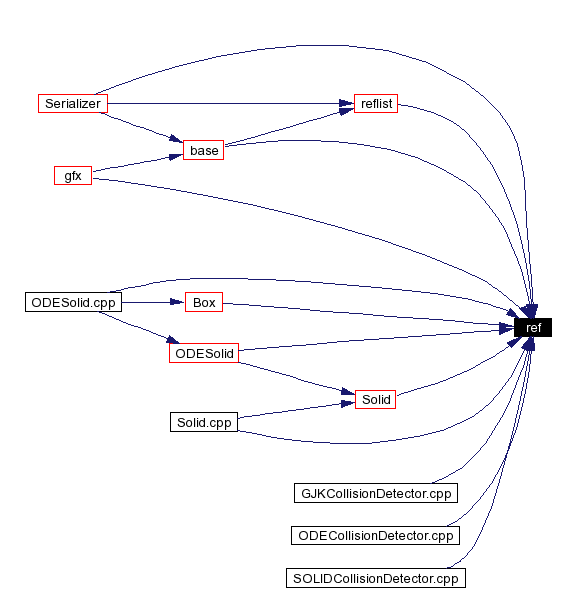 Serializer
reflist
base
gfx
ODESolid.cpp
Box
ref
ODESolid
Solid
Solid.cpp
GJKCollisionDetector.cpp
ODECollisionDetector.cpp
SOLIDCollisionDetector.cpp